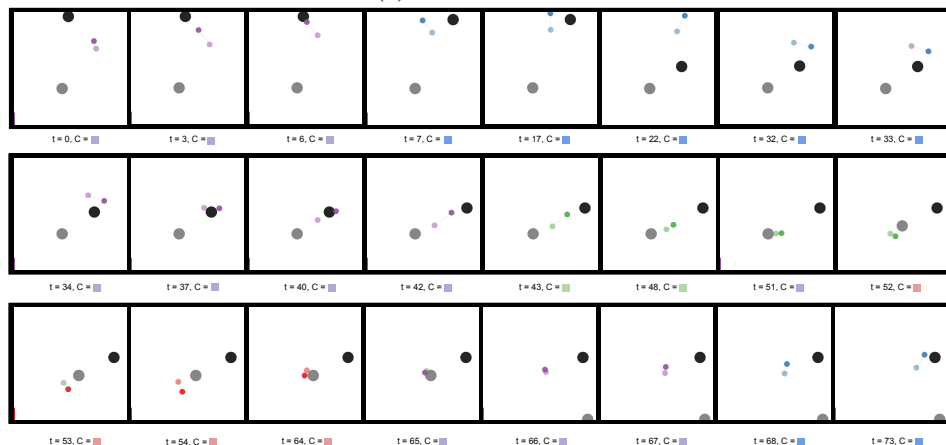 t = 0, C =
t = 3, C =
t = 6, C =
t = 7, C =
t = 17, C =
t = 22, C =
t = 32, C =
t = 33, C =
t = 34, C =
t = 37, C =
t = 40, C =
t = 42, C =
t = 43, C =
t = 48, C =
t = 51, C =
t = 52, C =
t = 53, C =
t = 54, C =
t = 64, C =
t = 65, C =
t = 66, C =
t = 67, C =
t = 68, C =
t = 73, C =